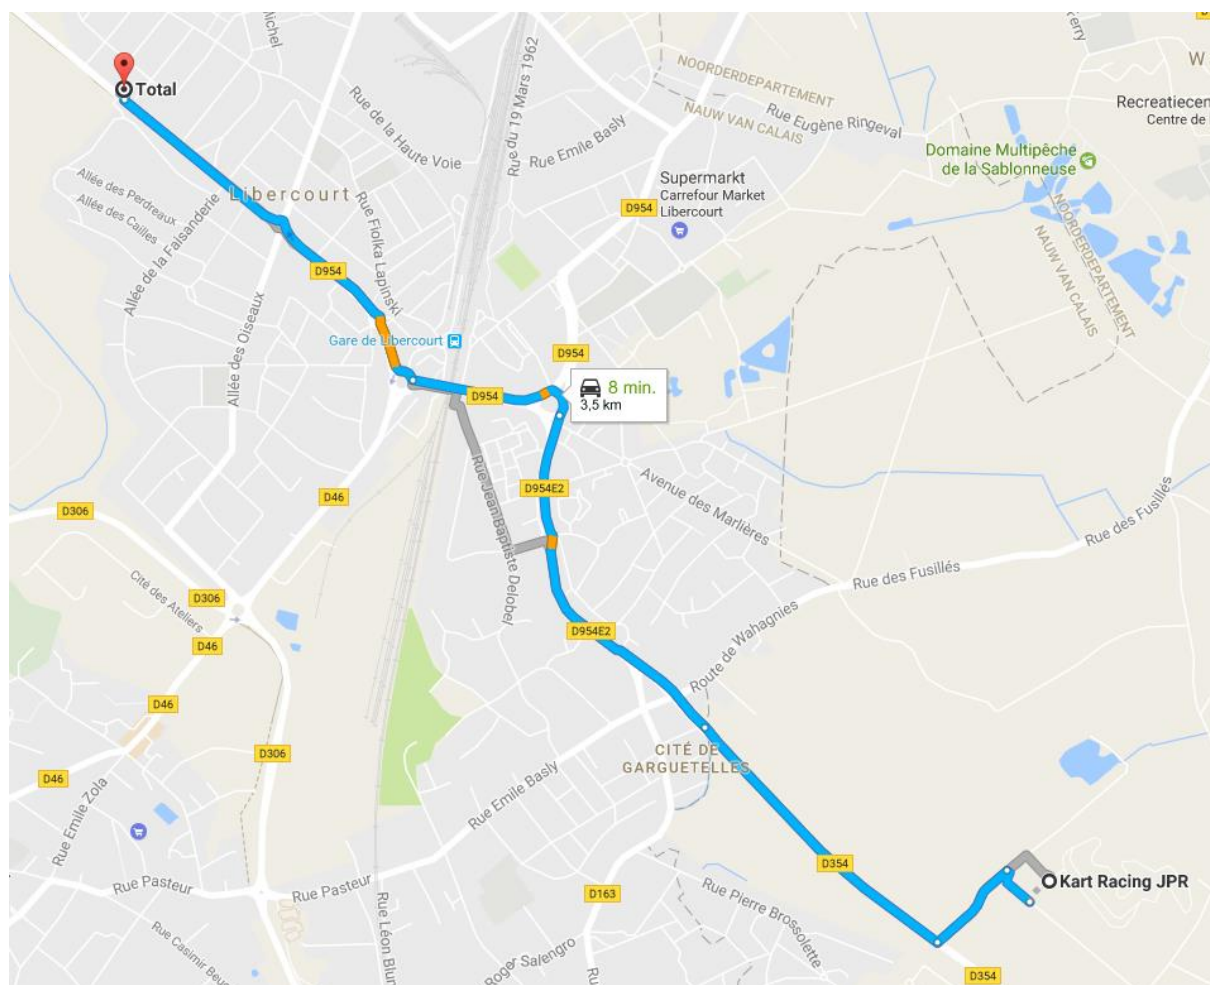 Michel
Ferry
W
Total
NOORDERDEPARTEMENT
NAUW VAN CALAIS
Rue du 19 Mars 1962
Rue de la Haute Voie
Rue Emile Basly
Rue Eugène Ringeval
Recreatiecen
Centre de
Domaine Multipêche
de la Sablonneuse
Supermarkt
Carrefour Market
Libercourt
D954
Allée des Perdreaux
Allée des Cailles
Libercourt
Allée de la Faisanderie
Rue Fiolka Lapinski
NOORDERDEPARTEMENT
NAUW VAN CALAIS
D954
Allée des Oiseaux
Gare de Libercourt
D954
D954
8 min.
3,5 km
Rue Jean Baptiste Delobel
D954E2
Avenue des Marlières
Rue des Fusillés
D46
D306
Rue des Fusillés
Cité des Ateliers
D306
D954E2
D46
Route de Wahagnies
D46
D306
CITÉ DE
GARGUETELLES
D46
Rue Emile Zola
Rue Emile Basly
D354
Kart Racing JPR
Rue Pasteur
Rue Pasteur
D163
Rue Pierre Brossolette
Rue Casimir Beug
Rue Léon Blum
Roger Salengro
Ru
D354